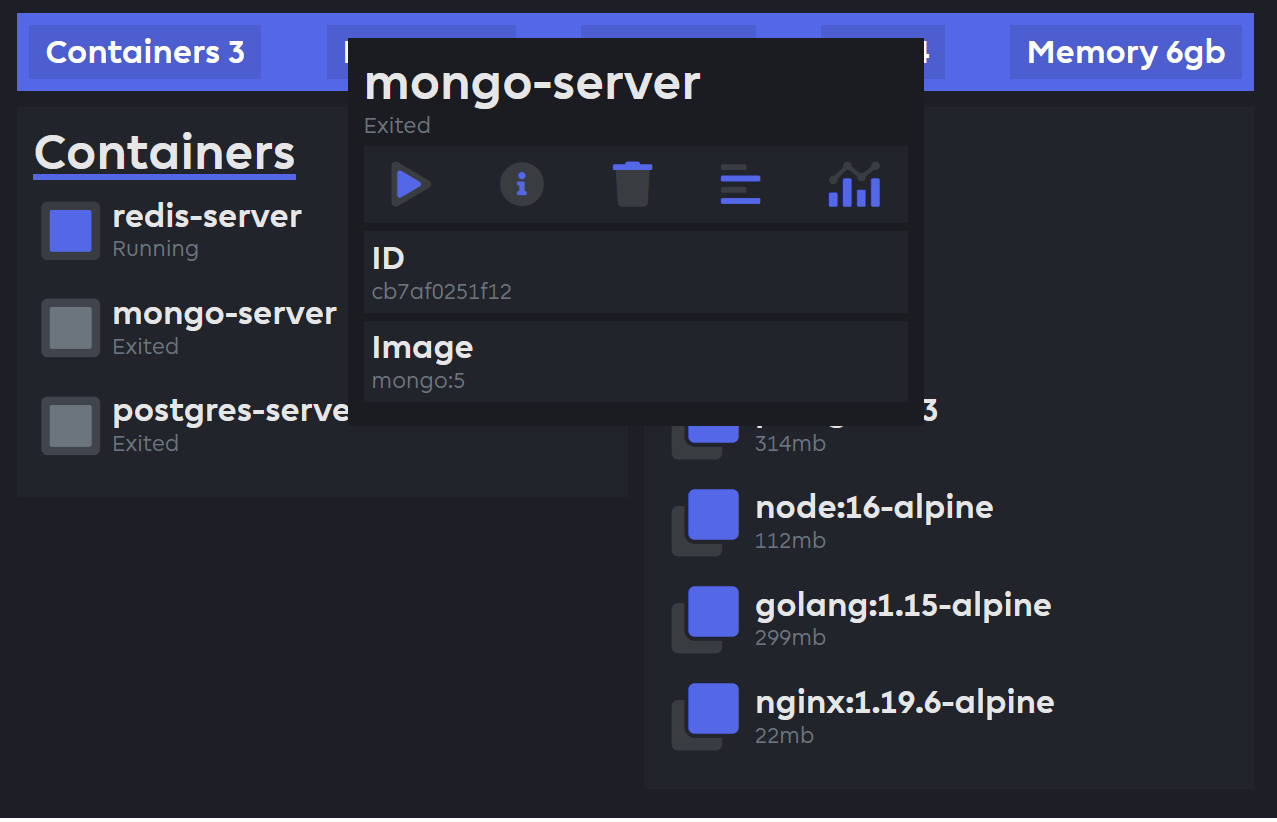 Containers 3
Memory 6gb
mongo-server
Exited
ID
cb7af0251f12
Image
mongo:5
Containers
redis-server
Running
mongo-server
Exited
postgres-serve
Exited
314mb
node:16-alpine
112mb
golang:1.15-alpine
299mb
nginx:1.19.6-alpine
22mb